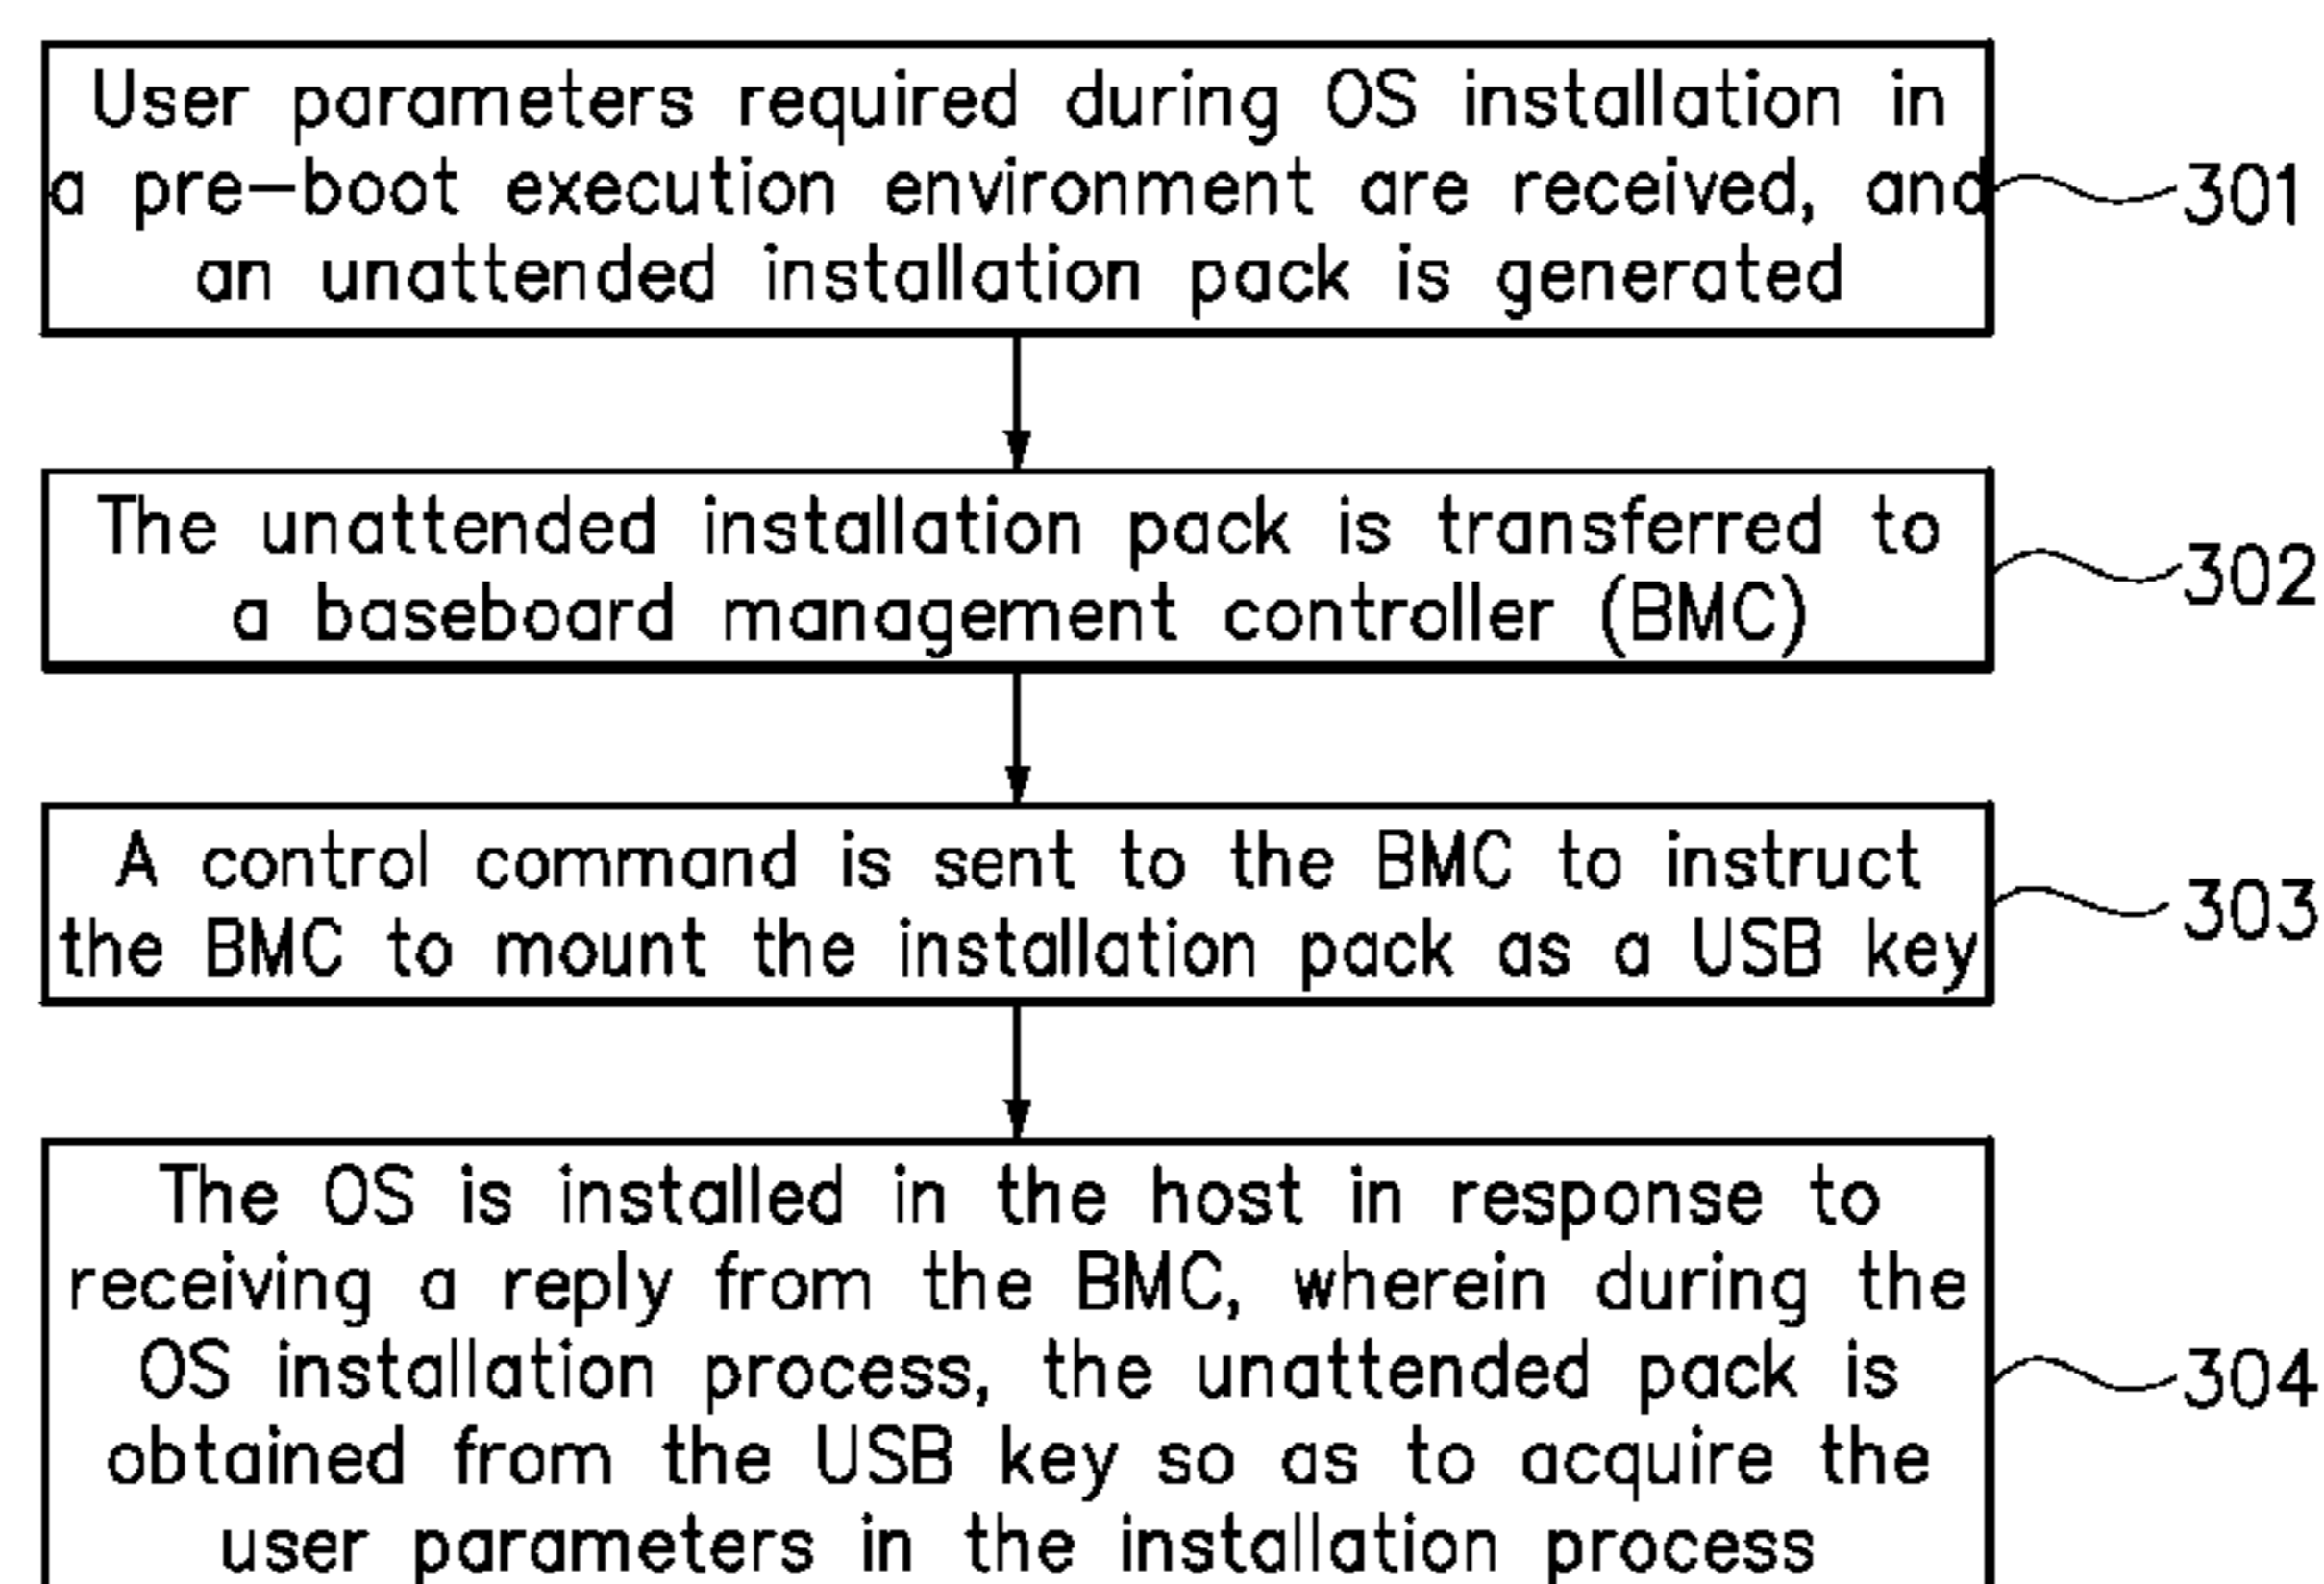 User parameters required during OS installation in
a pre-boot execution environment are received, and
an unattended installation pack is generated
301
The unattended installation pack is transferred to
a baseboard management controller (BMC)
302
A control command is sent to the BMC to instruct
the BMC to mount the installation pack as a USB key
303
The OS is installed in the host in response to
receiving a reply from the BMC, wherein during the
OS installation process, the unattended pack is
obtained from the USB key so as to acquire the
user parameters in the installation process
304